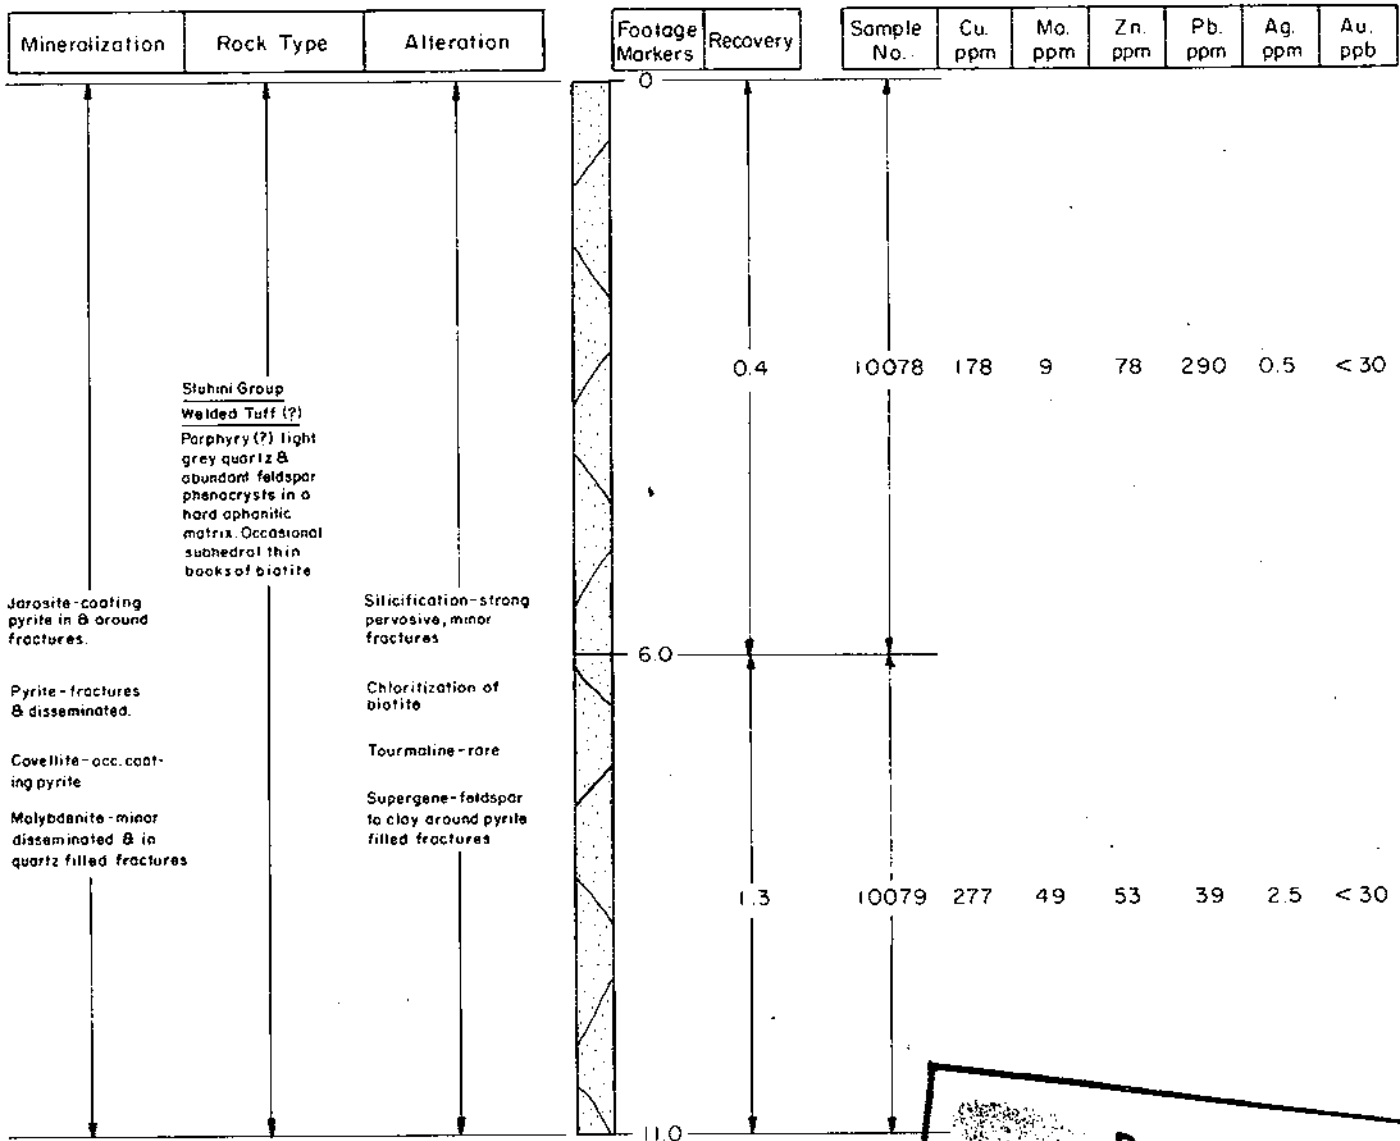 Mineralization
Rock Type
Alteration
Footage
Markers
Recovery
Sample
No.
Cu.
ppm
Mo.
ppm
Zn.
ppm
Pb.
ppm
Ag.
ppm
Au.
ppb
0
0.4
10078 178 9 78 290 0.5 <30
Stuhini Group
Welded Tuff (?)
Porphyry (?) light
grey quartz &
abundant feldspar
phenocrysts in a
hard aphanitic
matrix. Occasional
subhedral thin
books of biotite
Jarosite-coating
pyrite in & around
fractures.
Pyrite-fractures
& disseminated.
Covellite-occ. coat-
ing pyrite
Molybdenite-minor
disseminated & in
quartz filled fractures
Silicification-strong
pervasive, minor
fractures
Chloritization of
biotite
Tourmaline-rare
Supergene-feldspar
to clay around pyrite
filled fractures
6.0
1.3
10079 277 49 53 39 2.5 <30
11.0